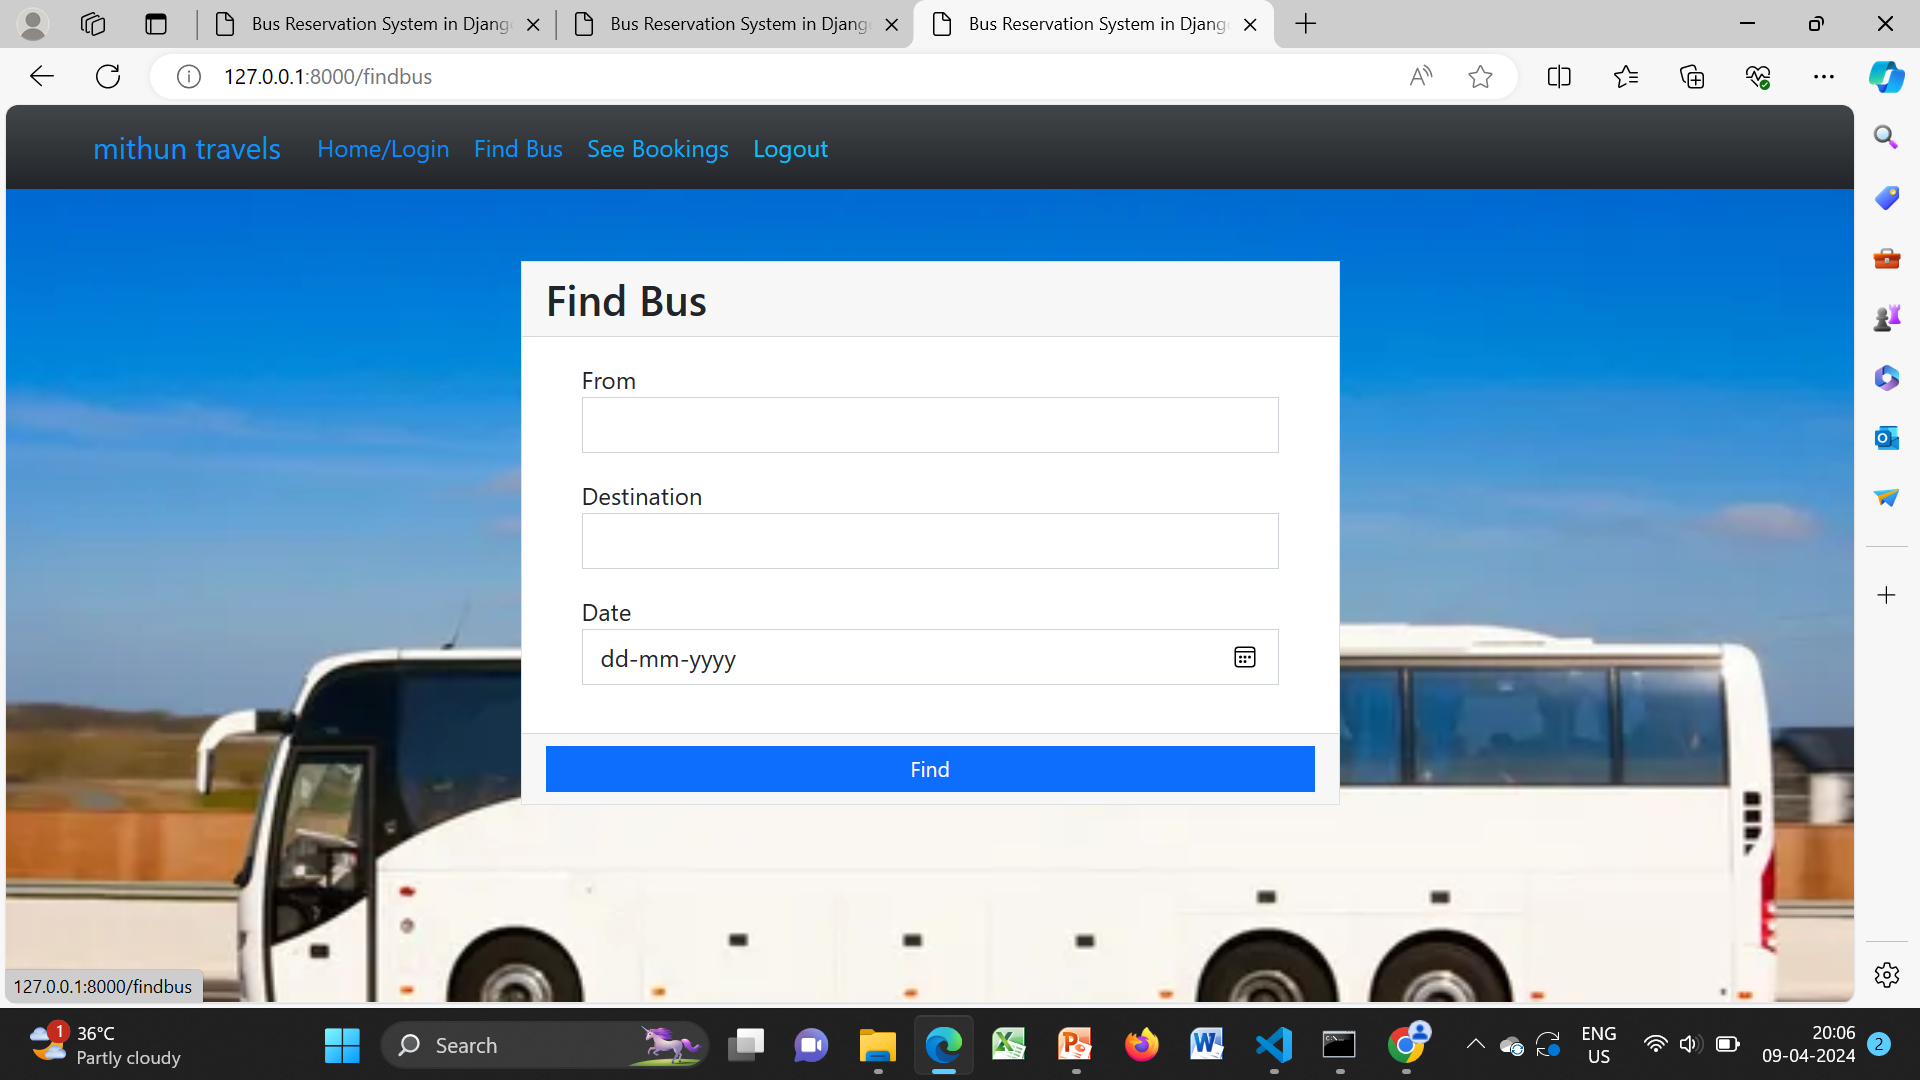 Bus Reservation System in Djang
Bus Reservation System in Djang
Bus Reservation System in Djang
127.0.0.1:8000/findbus
mithun travels
Home/Login
Find Bus
See Bookings
Logout
Find Bus
From
Destination
Date
dd-mm-yyyy
Find
127.0.0.1:8000/findbus
1
36°C
Partly cloudy
Search
ENG
US
20:06
09-04-2024
2